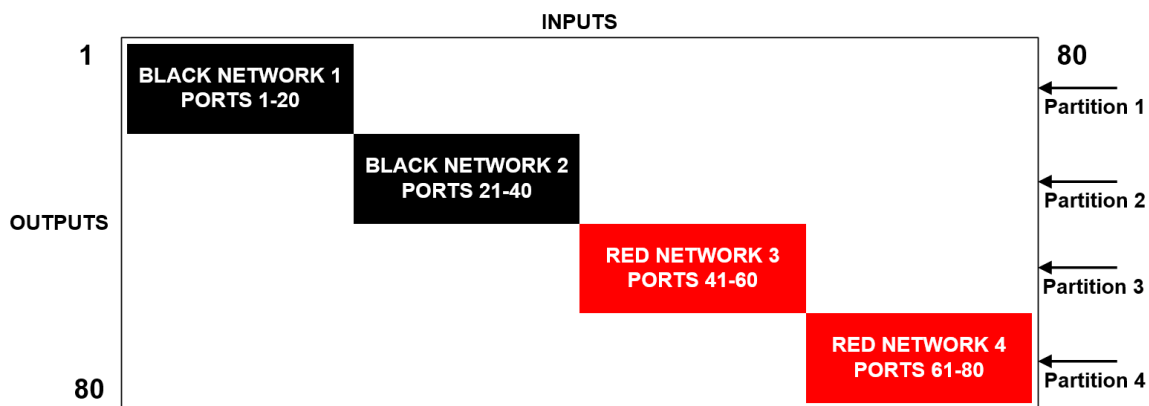 INPUTS
1
80
BLACK NETWORK 1
PORTS 1-20
Partition 1
BLACK NETWORK 2
PORTS 21-40
Partition 2
OUTPUTS
RED NETWORK 3
PORTS 41-60
Partition 3
RED NETWORK 4
PORTS 61-80
Partition 4
80